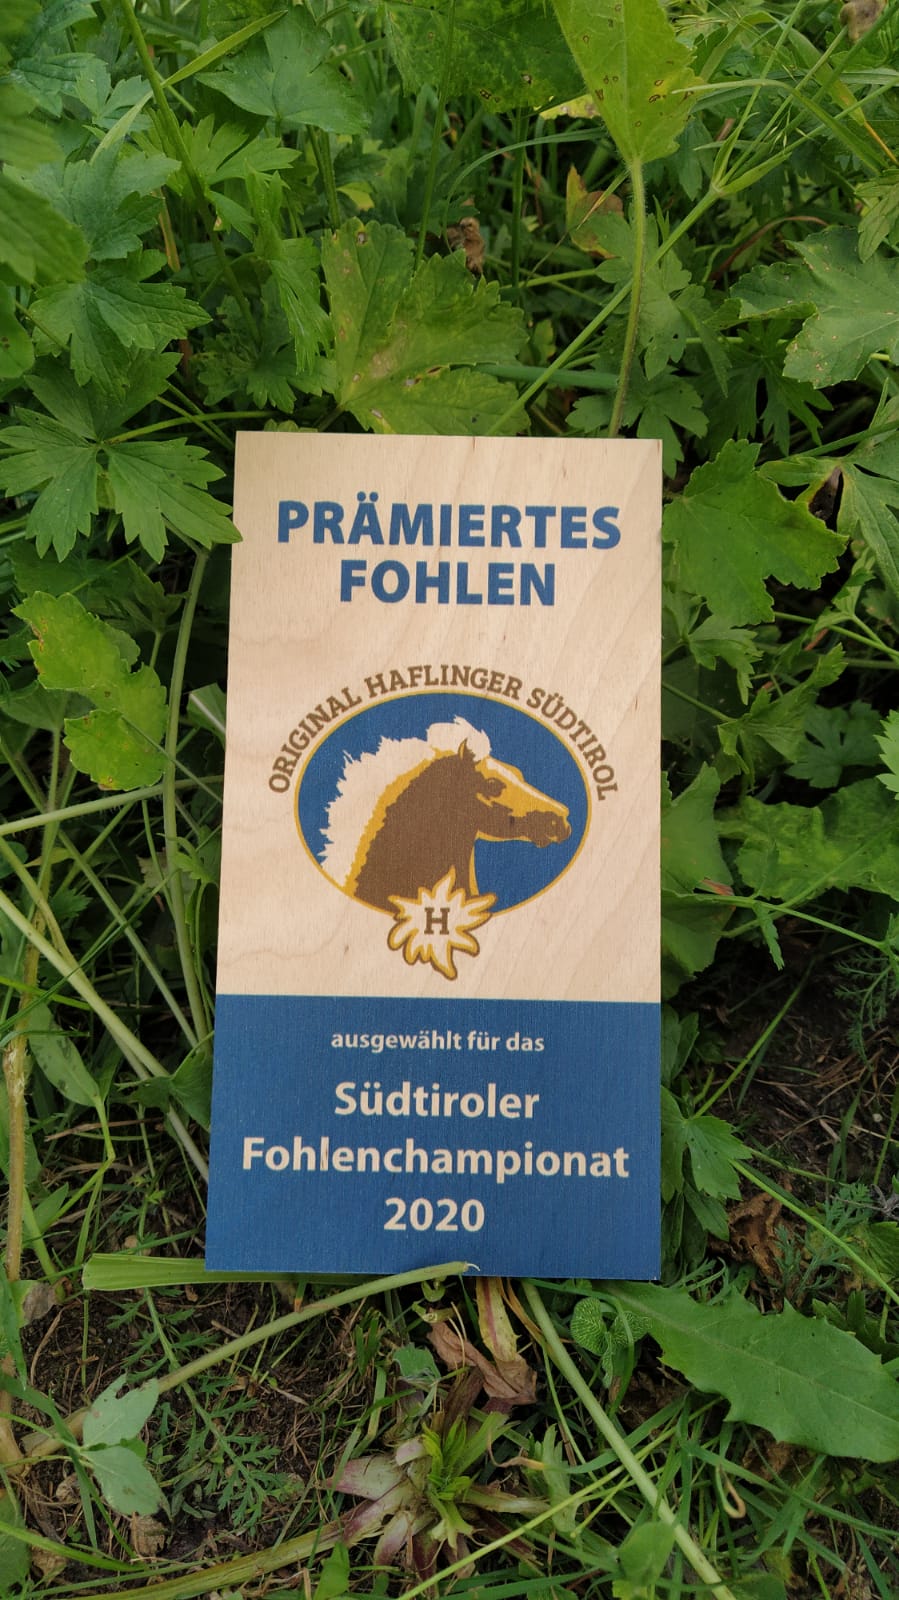 PRÄMIERTES
FOHLEN
ORIGINAL HAFLINGER SÜDTIROL
H
ausgewählt für das
Südtiroler
Fohlenchampionat
2020